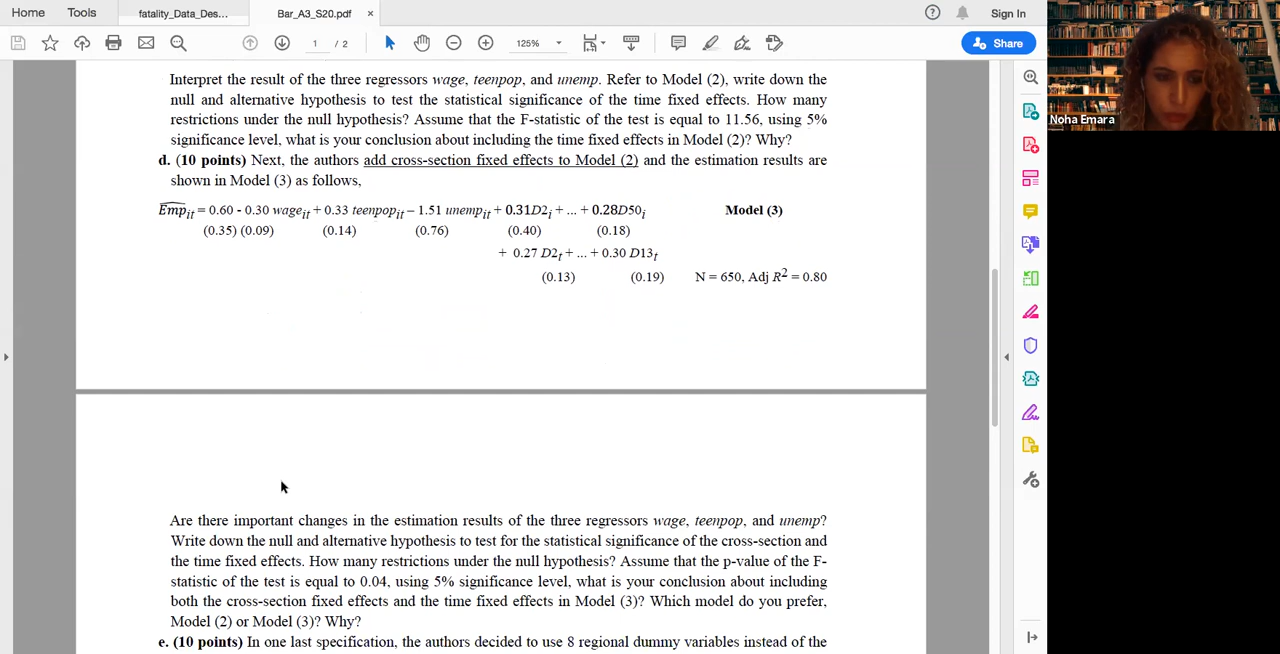 Home Tools fatality_Data_Des... Bar_A3_S20.pdf × Sign In
1 / 2 125% Share
Interpret the result of the three regressors wage, teenpop, and unemp. Refer to Model (2), write down the
null and alternative hypothesis to test the statistical significance of the time fixed effects. How many
restrictions under the null hypothesis? Assume that the F-statistic of the test is equal to 11.56, using 5%
significance level, what is your conclusion about including the time fixed effects in Model (2)? Why?
d. (10 points) Next, the authors add cross-section fixed effects to Model (2) and the estimation results are
shown in Model (3) as follows,
Êmp_it = 0.60 - 0.30 wage_it + 0.33 teenpop_it − 1.51 unemp_it + 0.31D2_i + ... + 0.28D50_i Model (3)
(0.35) (0.09) (0.14) (0.76) (0.40) (0.18)
+ 0.27 D2_t + ... + 0.30 D13_t
(0.13) (0.19) N = 650, Adj R² = 0.80
Are there important changes in the estimation results of the three regressors wage, teenpop, and unemp?
Write down the null and alternative hypothesis to test for the statistical significance of the cross-section and
the time fixed effects. How many restrictions under the null hypothesis? Assume that the p-value of the F-
statistic of the test is equal to 0.04, using 5% significance level, what is your conclusion about including
both the cross-section fixed effects and the time fixed effects in Model (3)? Which model do you prefer,
Model (2) or Model (3)? Why?
e. (10 points) In one last specification, the authors decided to use 8 regional dummy variables instead of the
Noha Emara